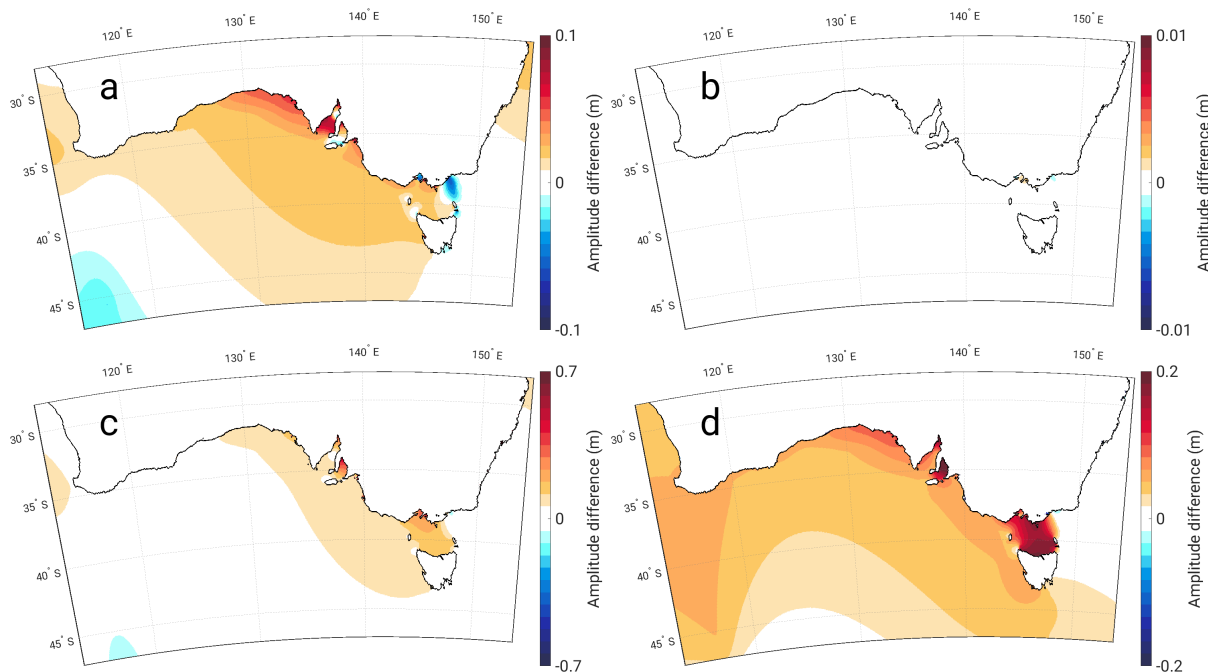 120° E
130° E
140° E
150° E
30° S
35° S
40° S
45° S
a
0.1
0
-0.1
Amplitude difference (m)
120° E
130° E
140° E
150° E
30° S
35° S
40° S
45° S
b
0.01
0
-0.01
Amplitude difference (m)
120° E
130° E
140° E
150° E
30° S
35° S
40° S
45° S
c
0.7
0
-0.7
Amplitude difference (m)
120° E
130° E
140° E
150° E
30° S
35° S
40° S
45° S
d
0.2
0
-0.2
Amplitude difference (m)